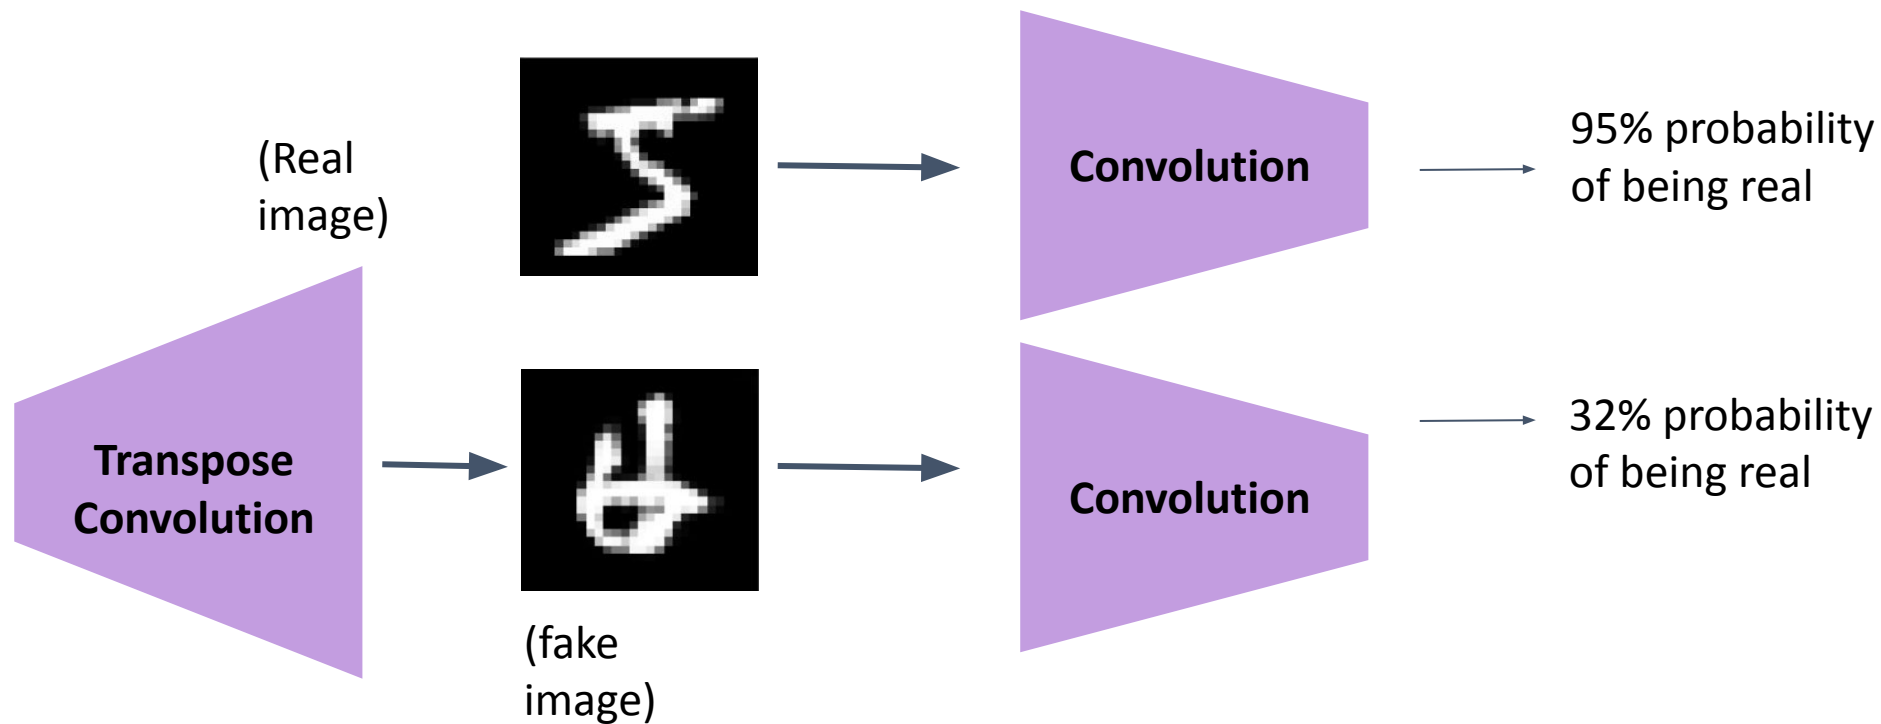 (Real
image)
Convolution
95% probability
of being real
Transpose
Convolution
(fake
image)
Convolution
32% probability
of being real